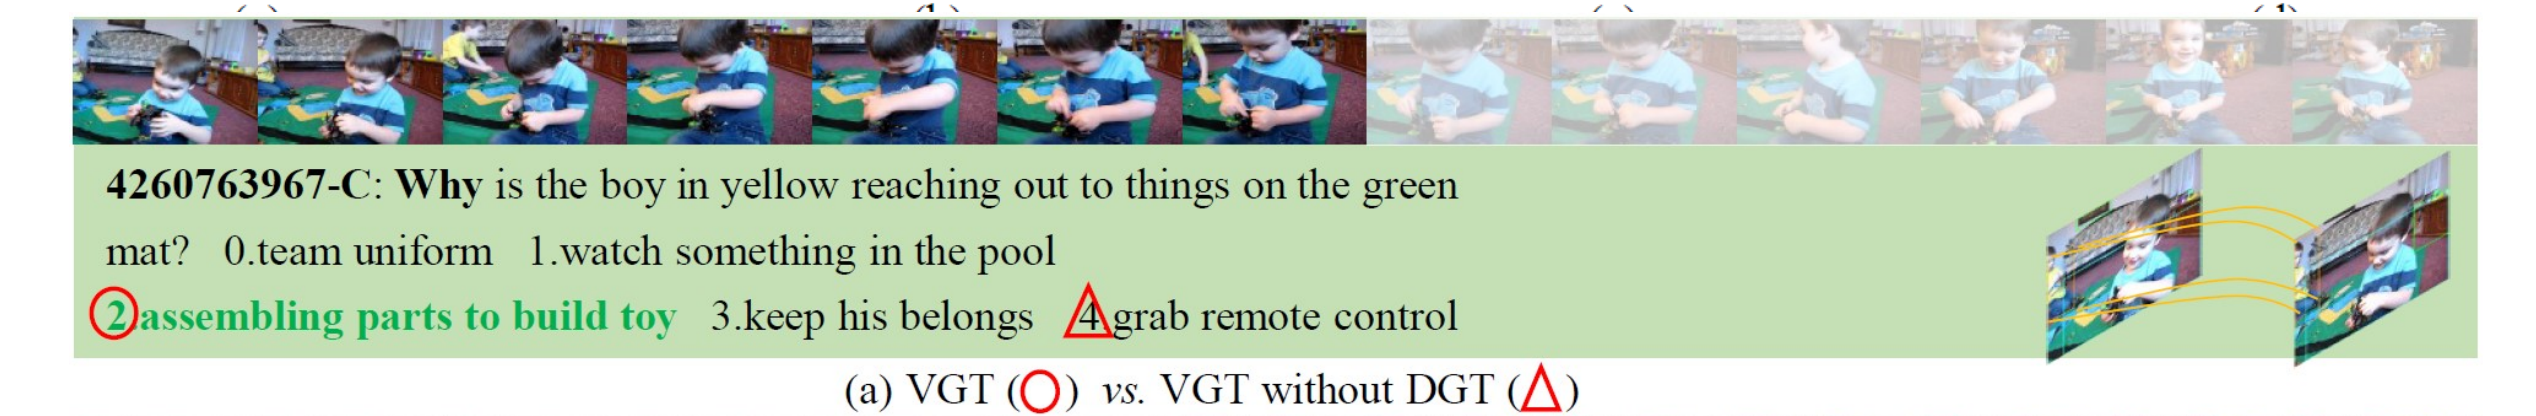 4260763967-C: Why is the boy in yellow reaching out to things on the green
mat? 0.team uniform 1.watch something in the pool
2.assembling parts to build toy 3.keep his belongs 4.grab remote control
(a) VGT (○) vs. VGT without DGT (△)